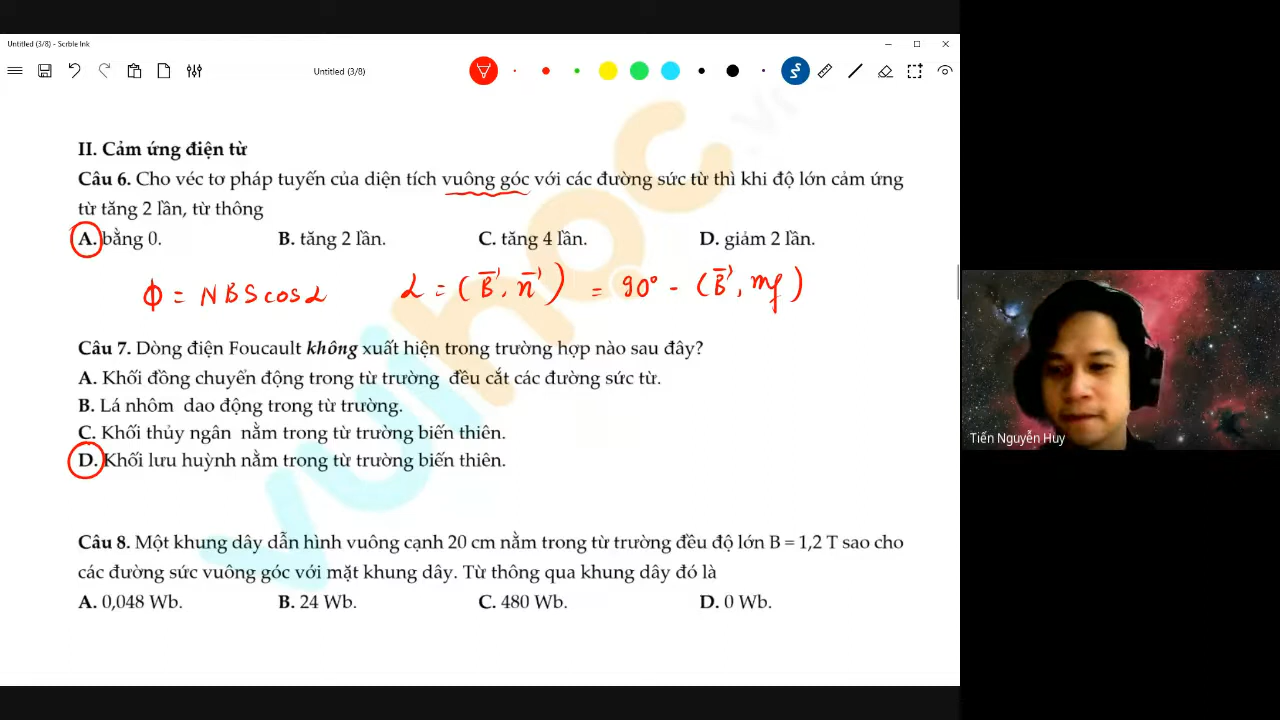 Untitled (3/8) - Scrble Ink
Untitled (3/8)
II. Cảm ứng điện từ
Câu 6. Cho véc tơ pháp tuyến của diện tích vuông góc với các đường sức từ thì khi độ lớn cảm ứng
từ tăng 2 lần, từ thông
A. bằng 0. B. tăng 2 lần. C. tăng 4 lần. D. giảm 2 lần.
Φ = NBScosα α = (B⃗, n⃗) = 90° - (B⃗, mf)
Câu 7. Dòng điện Foucault không xuất hiện trong trường hợp nào sau đây?
A. Khối đồng chuyển động trong từ trường đều cắt các đường sức từ.
B. Lá nhôm dao động trong từ trường.
C. Khối thủy ngân nằm trong từ trường biến thiên.
D. Khối lưu huỳnh nằm trong từ trường biến thiên.
Câu 8. Một khung dây dẫn hình vuông cạnh 20 cm nằm trong từ trường đều độ lớn B = 1,2 T sao cho
các đường sức vuông góc với mặt khung dây. Từ thông qua khung dây đó là
A. 0,048 Wb. B. 24 Wb. C. 480 Wb. D. 0 Wb.
vuihoc.vn
Tiến Nguyễn Huy